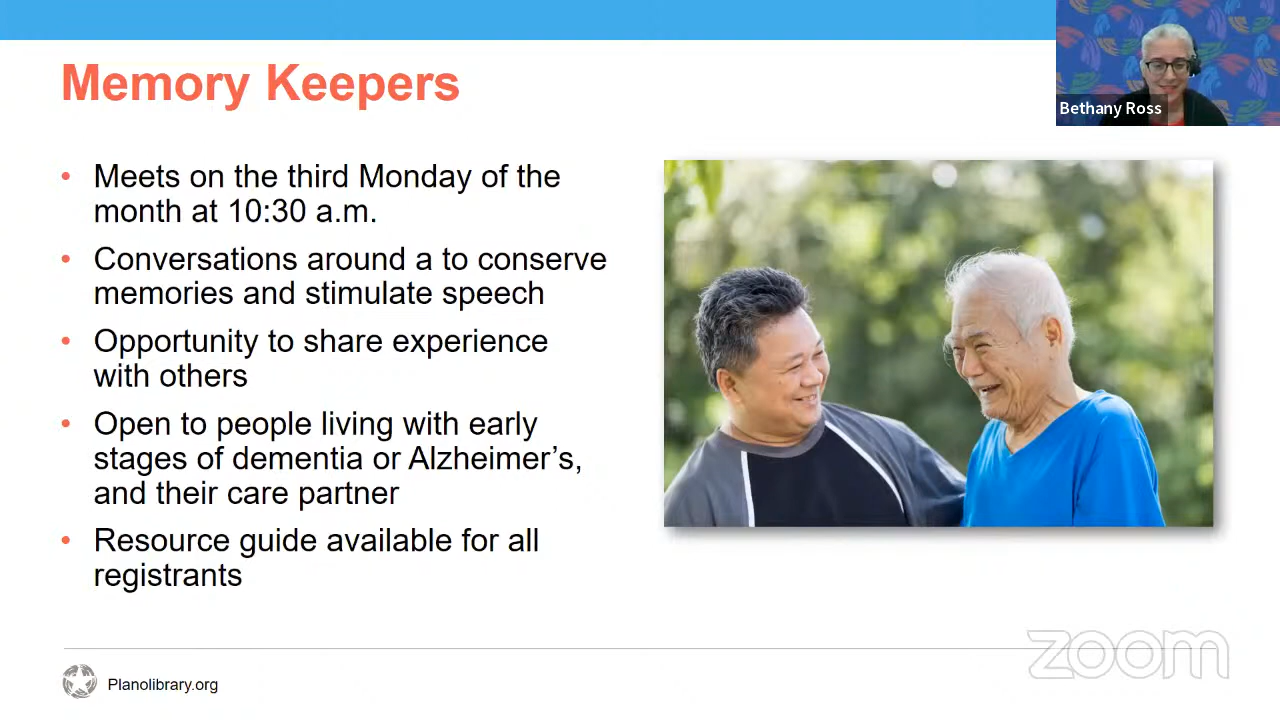 Memory Keepers
Bethany Ross
• Meets on the third Monday of the
month at 10:30 a.m.
• Conversations around a to conserve
memories and stimulate speech
• Opportunity to share experience
with others
• Open to people living with early
stages of dementia or Alzheimer’s,
and their care partner
• Resource guide available for all
registrants
zoom
Planolibrary.org